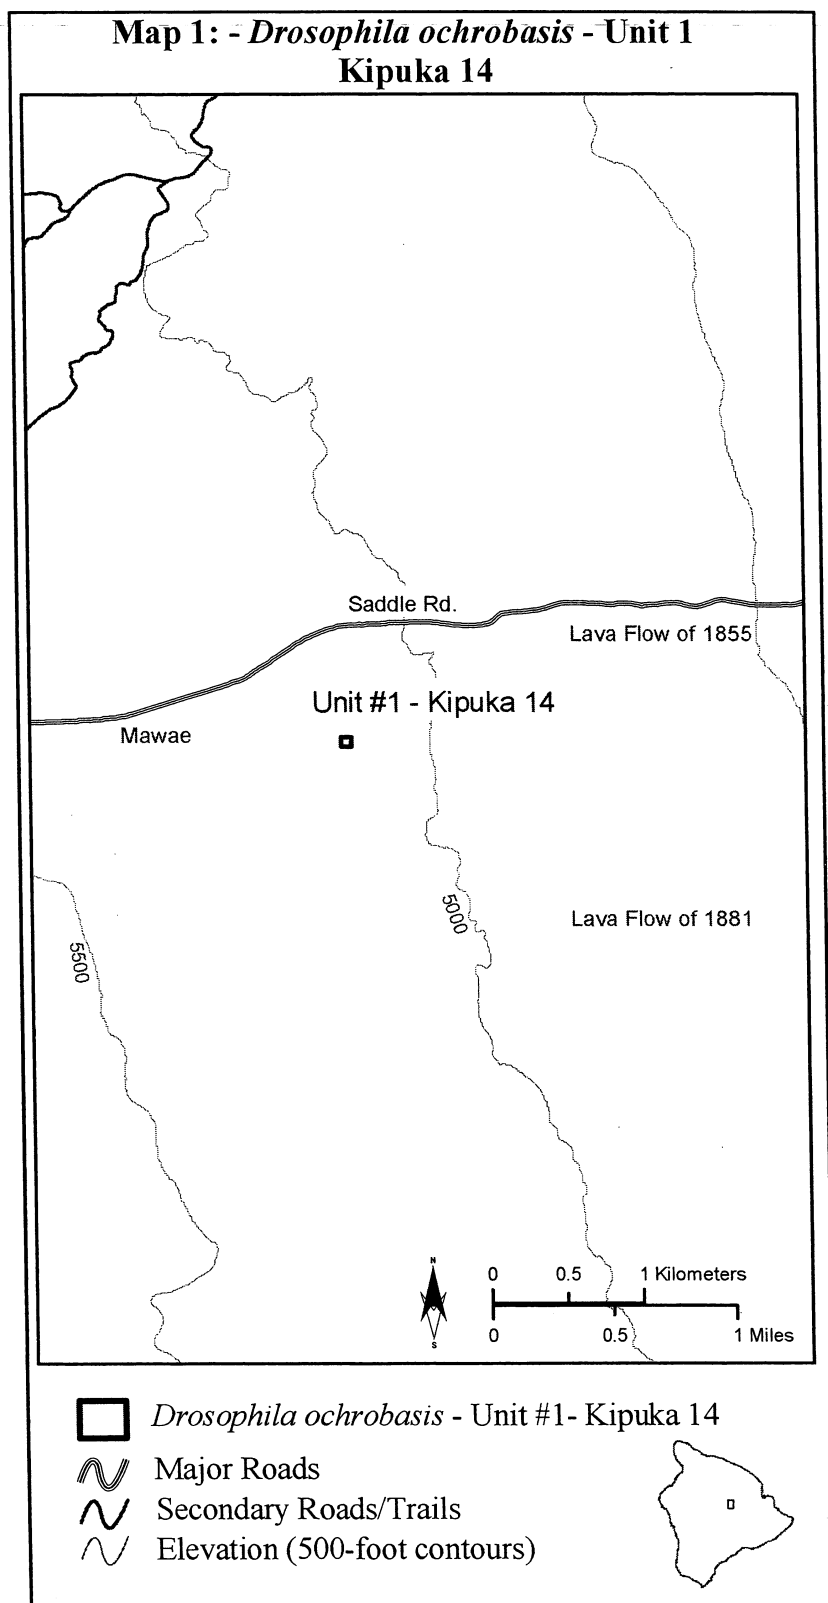 Map 1: - Drosophila ochrobasis - Unit 1
Kipuka 14
Saddle Rd.
Lava Flow of 1855
Unit #1 - Kipuka 14
Mawae
5000
Lava Flow of 1881
5500
N
S
0 0.5 1 Kilometers
0 0.5 1 Miles
Drosophila ochrobasis - Unit #1- Kipuka 14
Major Roads
Secondary Roads/Trails
Elevation (500-foot contours)